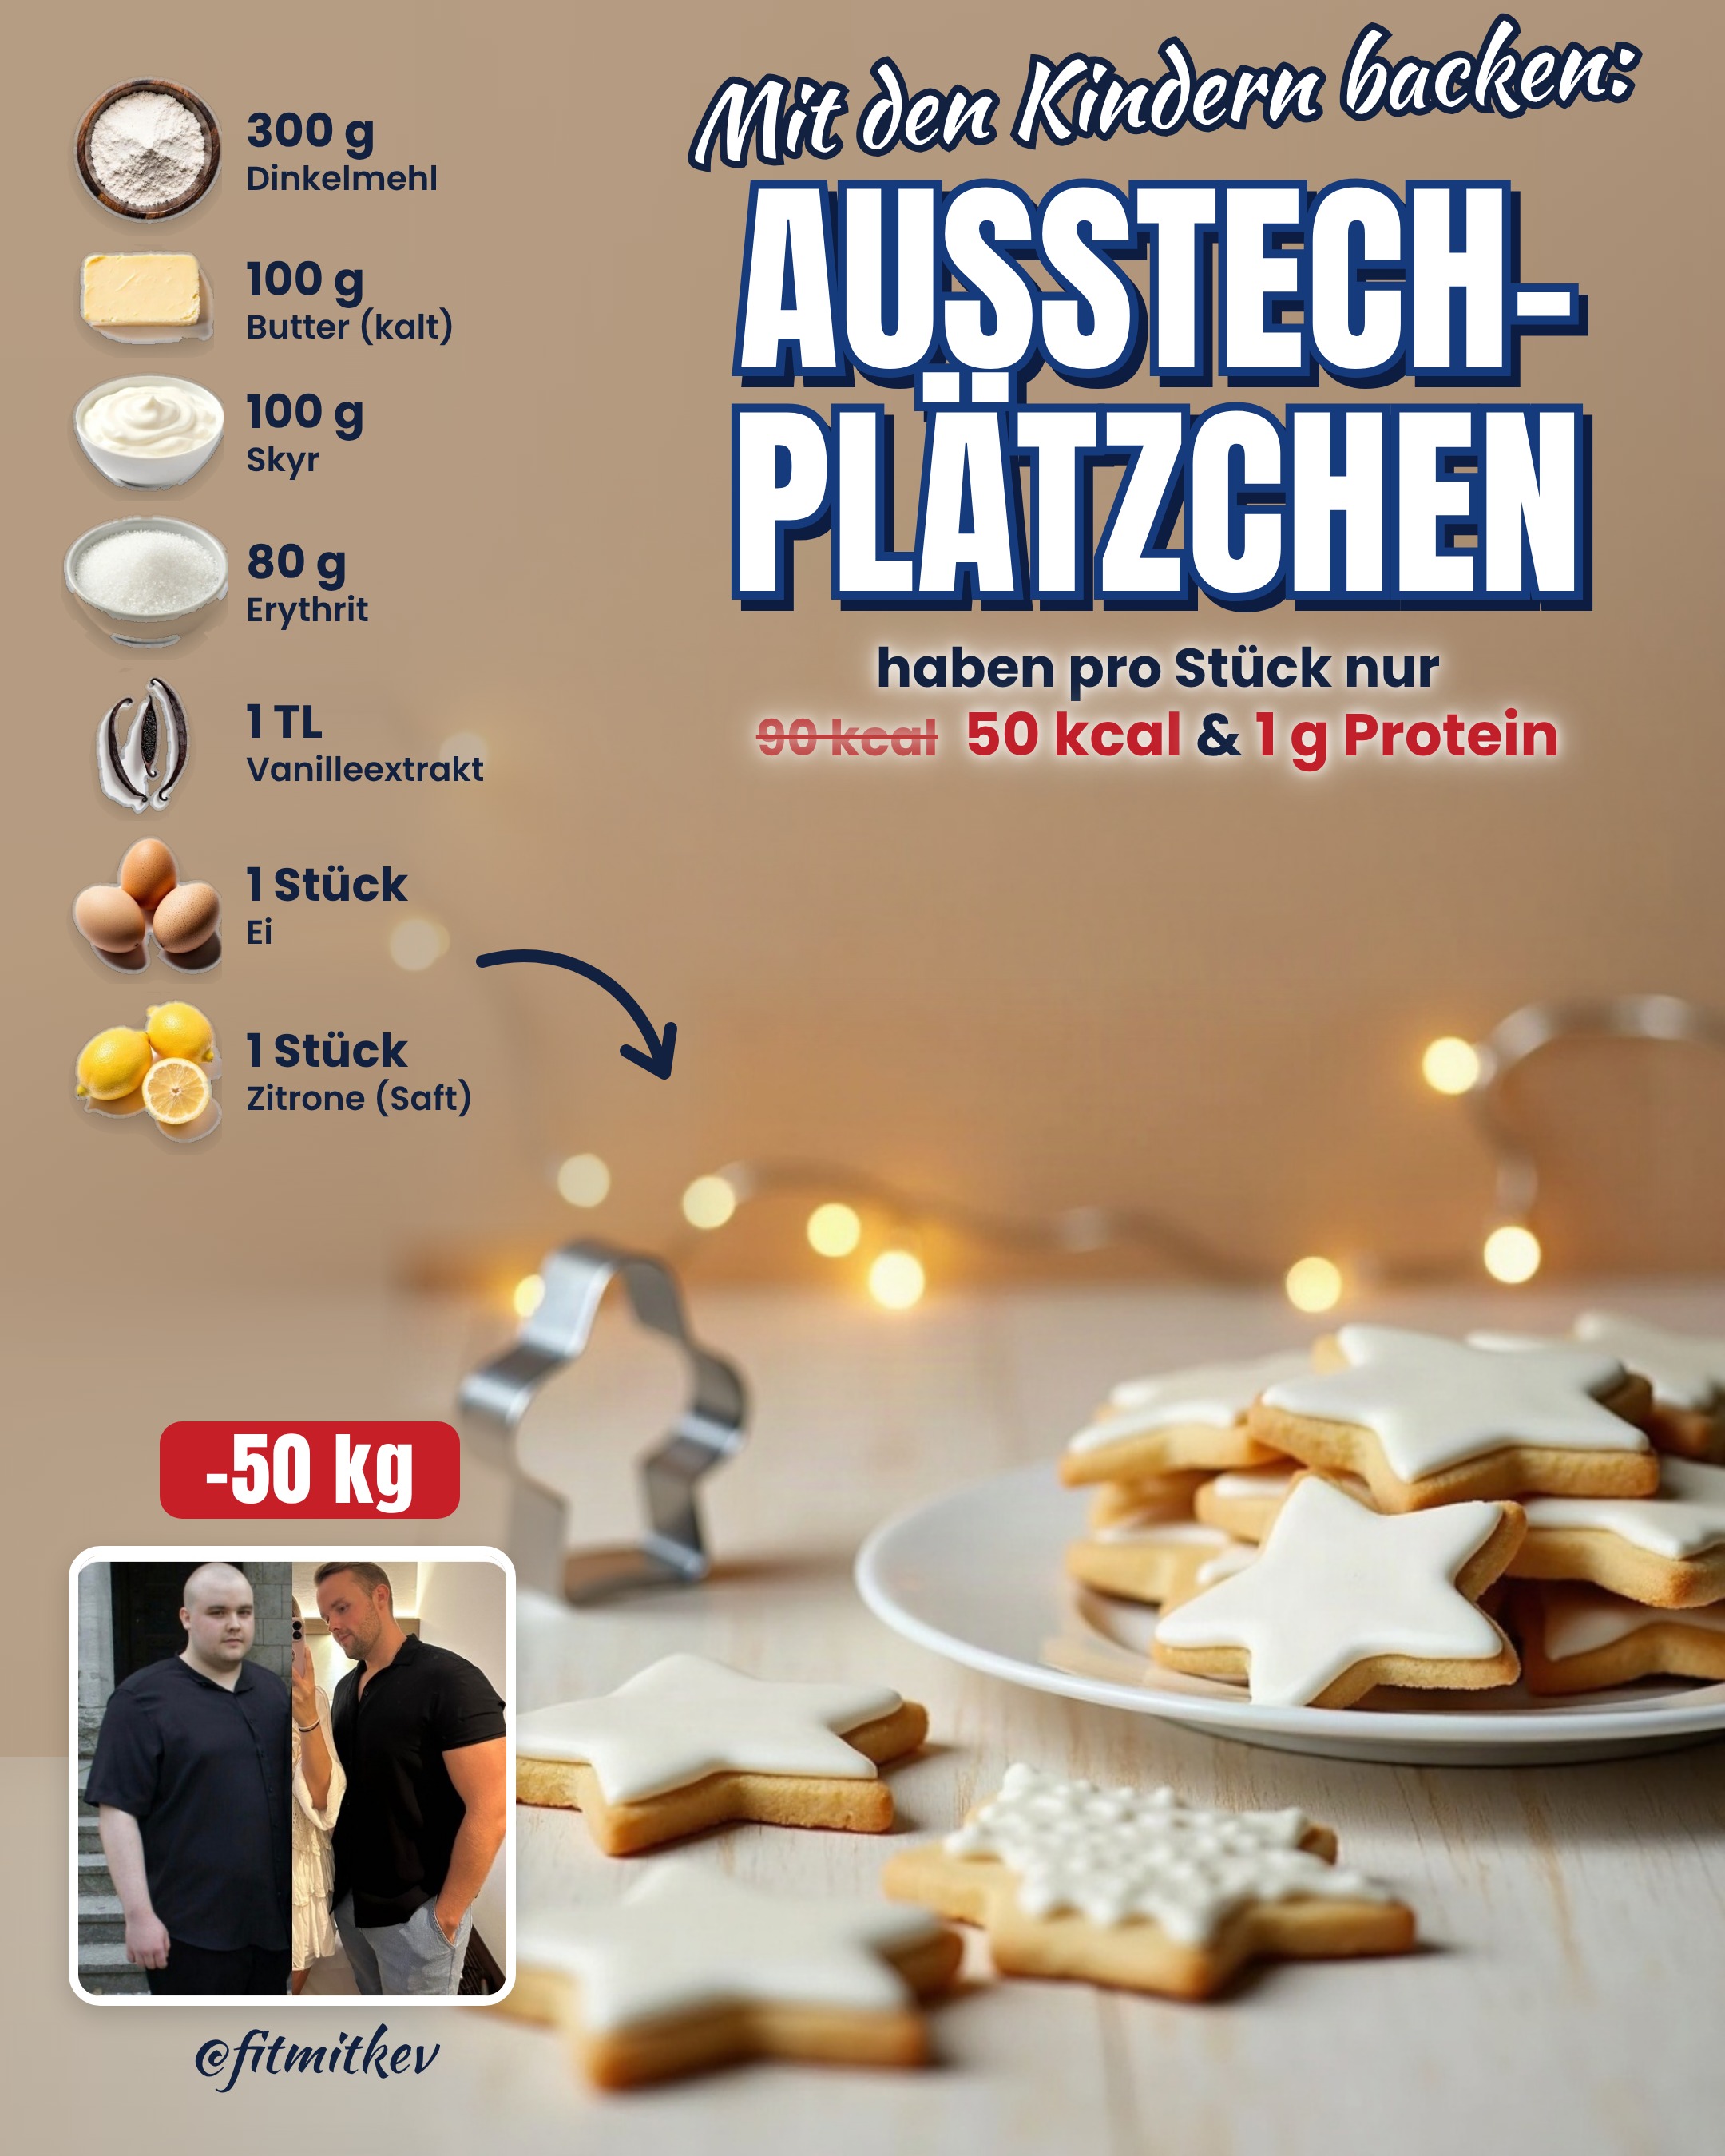 Mit den Kindern backen:
AUSSTECH-
PLÄTZCHEN
haben pro Stück nur
90 kcal 50 kcal & 1 g Protein
300 g
Dinkelmehl
100 g
Butter (kalt)
100 g
Skyr
80 g
Erythrit
1 TL
Vanilleextrakt
1 Stück
Ei
1 Stück
Zitrone (Saft)
-50 kg
@fitmitkev